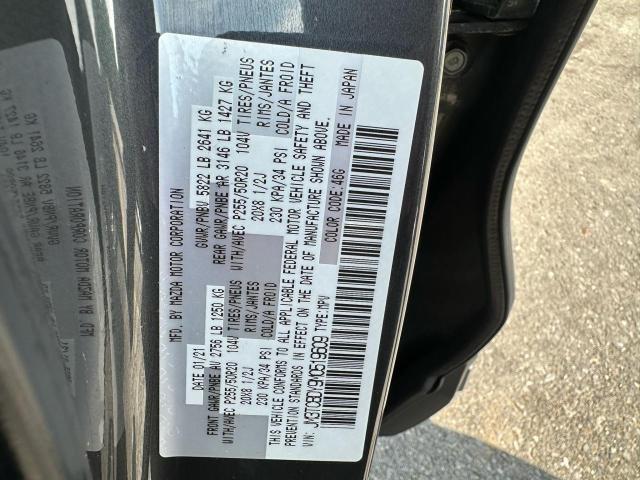 MFD. BY MAZDA MOTOR CORPORATION
DATE: 01/21 GVWR/PNBV 5822 LB 2641 KG
FRONT GAWR/PNBE AV 2756 LB 1250 KG REAR GAWR/PNBE AR 3146 LB 1427 KG
WITH/AVEC P255/50R20 104V TIRES/PNEUS WITH/AVEC P255/50R20 104V TIRES/PNEUS
20X8 1/2J RIMS/JANTES 20X8 1/2J RIMS/JANTES
230 KPA/34 PSI COLD/A FROID 230 KPA/34 PSI COLD/A FROID
THIS VEHICLE CONFORMS TO ALL APPLICABLE FEDERAL MOTOR VEHICLE SAFETY AND THEFT
PREVENTION STANDARDS IN EFFECT ON THE DATE OF MANUFACTURE SHOWN ABOVE.
VIN: JM3TCBDY9M0519609 TYPE:MPV COLOR CODE:46G MADE IN JAPAN